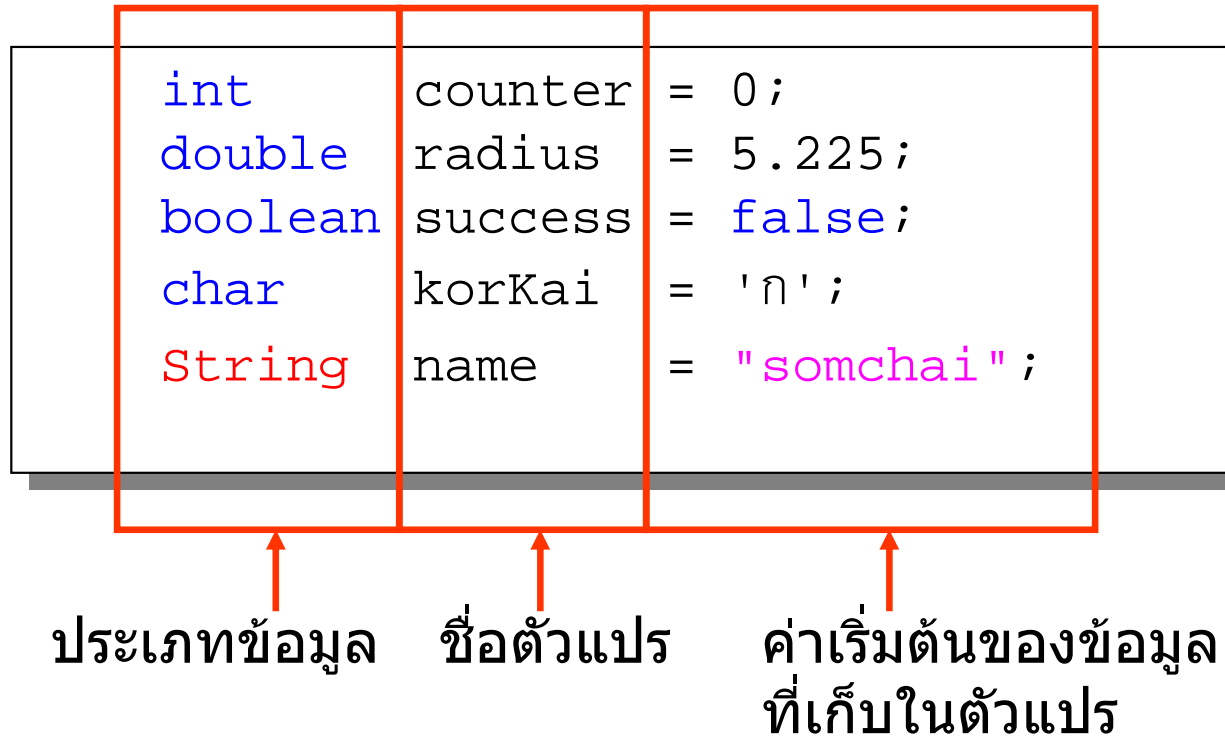 int counter = 0;
double radius = 5.225;
boolean success = false;
char korKai = 'ก';
String name = "somchai";
ประเภทข้อมูล ชื่อตัวแปร ค่าเริ่มต้นของข้อมูล
ที่เก็บในตัวแปร